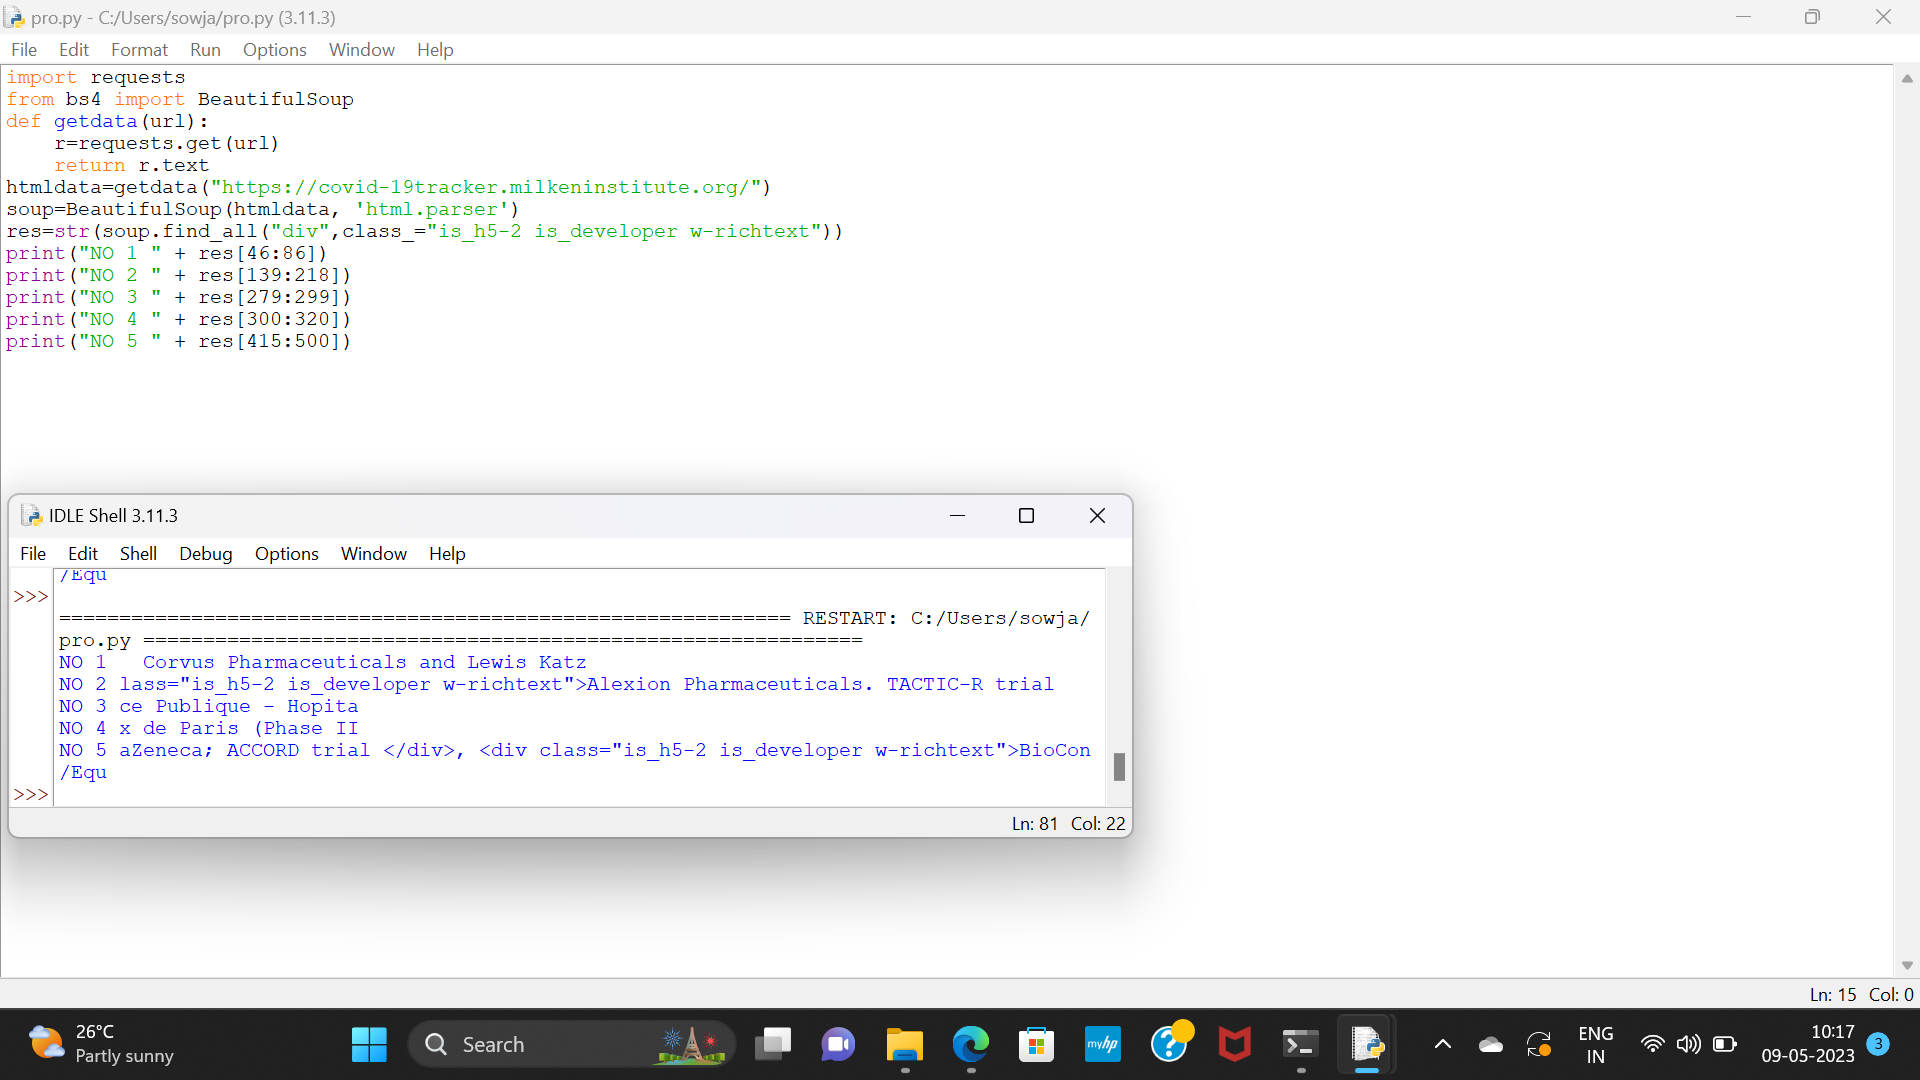 pro.py - C:/Users/sowja/pro.py (3.11.3)
File Edit Format Run Options Window Help
import requests
from bs4 import BeautifulSoup
def getdata(url):
    r=requests.get(url)
    return r.text
htmldata=getdata("https://covid-19tracker.milkeninstitute.org/")
soup=BeautifulSoup(htmldata, 'html.parser')
res=str(soup.find_all("div",class_="is_h5-2 is_developer w-richtext"))
print("NO 1 " + res[46:86])
print("NO 2 " + res[139:218])
print("NO 3 " + res[279:299])
print("NO 4 " + res[300:320])
print("NO 5 " + res[415:500])
IDLE Shell 3.11.3
File Edit Shell Debug Options Window Help
/Equ
>>>
============================================================= RESTART: C:/Users/sowja/
pro.py ============================================================
NO 1   Corvus Pharmaceuticals and Lewis Katz
NO 2 lass="is_h5-2 is_developer w-richtext">Alexion Pharmaceuticals. TACTIC-R trial
NO 3 ce Publique - Hopita
NO 4 x de Paris (Phase II
NO 5 aZeneca; ACCORD trial </div>, <div class="is_h5-2 is_developer w-richtext">BioCon
/Equ
>>>
Ln: 81 Col: 22
Ln: 15 Col: 0
26°C
Partly sunny
Search
myhp
ENG
IN
10:17
09-05-2023
3